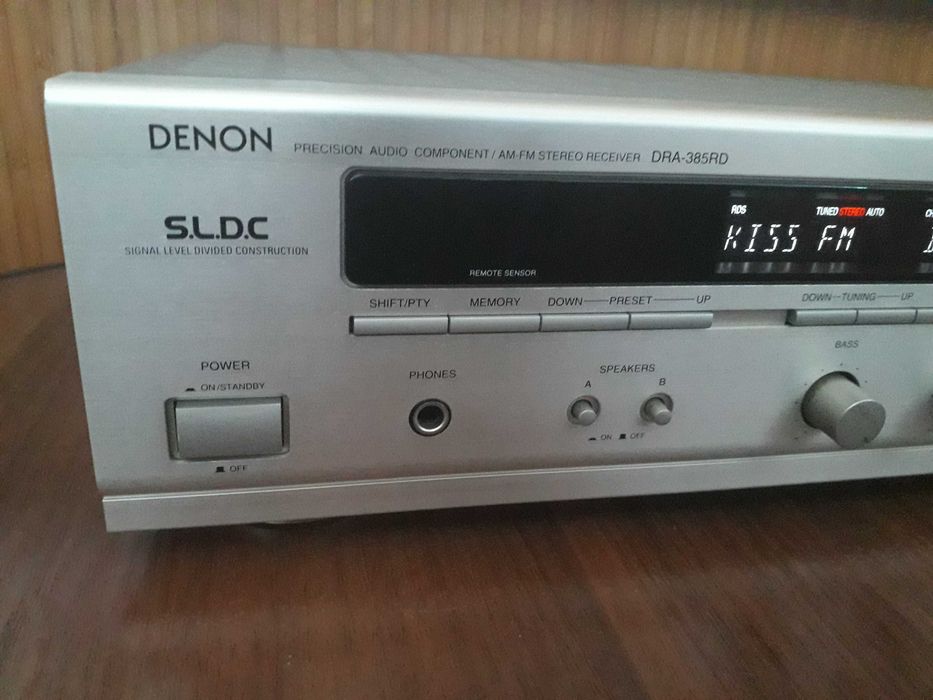 DENON
PRECISION AUDIO COMPONENT / AM-FM STEREO RECEIVER DRA-385RD
S.L.D.C
SIGNAL LEVEL DIVIDED CONSTRUCTION
RDS TUNED STEREO AUTO
KISS FM
REMOTE SENSOR
SHIFT/PTY MEMORY DOWN PRESET UP DOWN TUNING UP
BASS
POWER
ON/STANDBY
OFF
PHONES
SPEAKERS
A B
ON OFF